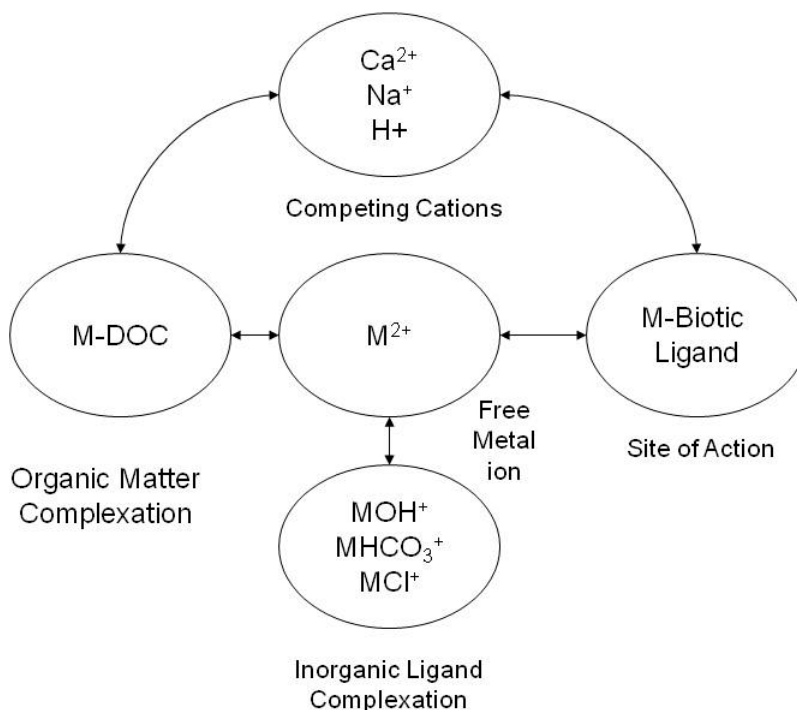 Ca²⁺
Na⁺
H+
Competing Cations
M-DOC
M²⁺
M-Biotic
Ligand
Free
Metal
ion
Site of Action
Organic Matter
Complexation
MOH⁺
MHCO₃⁺
MCl⁺
Inorganic Ligand
Complexation